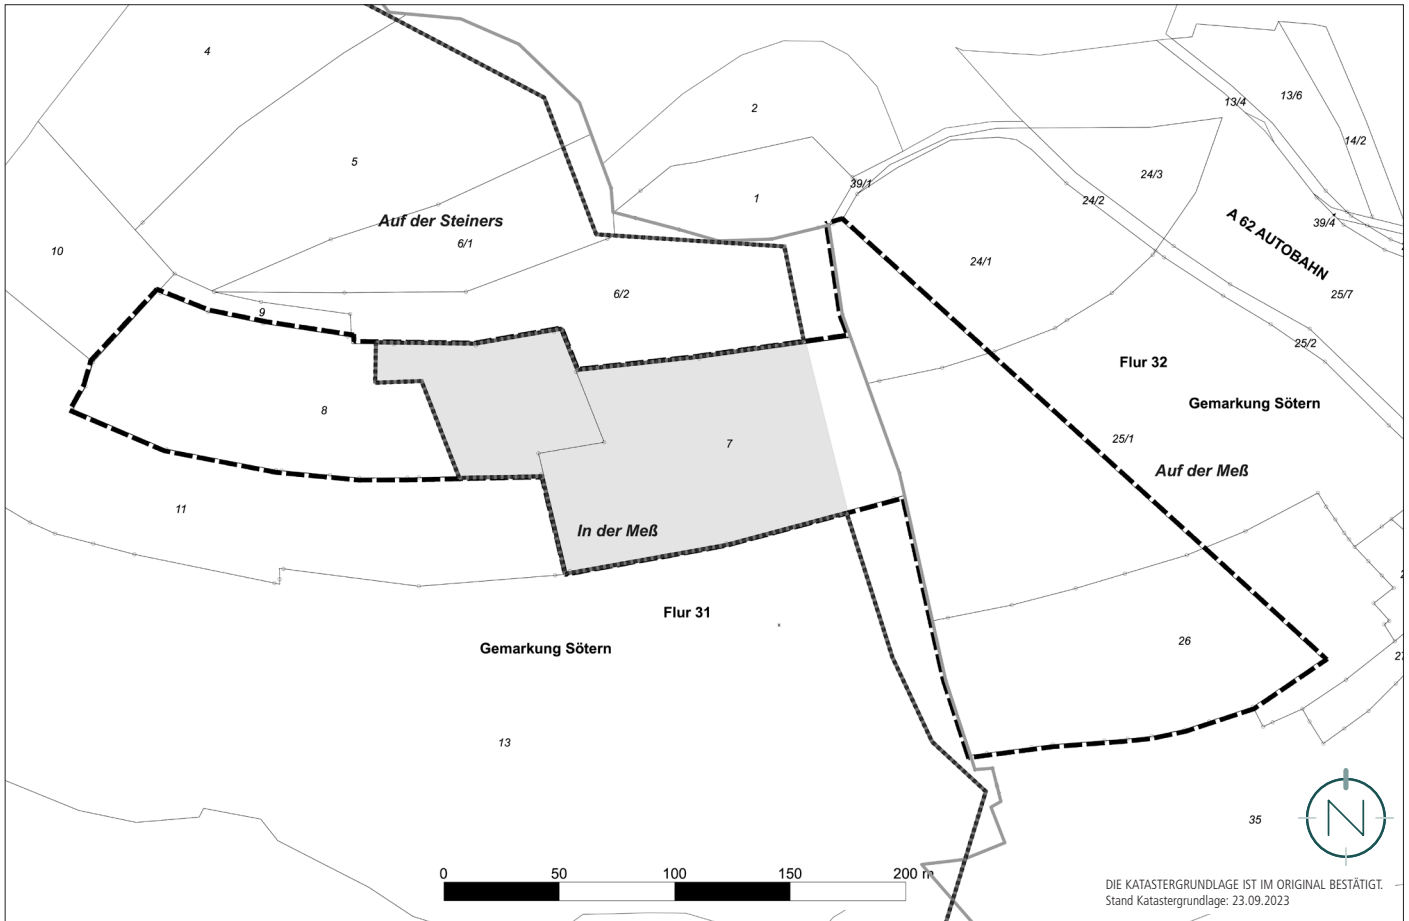 4
2
13/4
13/6
14/2
5
1
39/1
24/3
24/2
Auf der Steiners
6/1
39/4
A 62 AUTOBAHN
10
24/1
6/2
25/7
9
25/2
Flur 32
Gemarkung Sötern
8
7
25/1
Auf der Meß
11
In der Meß
Flur 31
Gemarkung Sötern
26
27
13
35
N
0 50 100 150 200 m
DIE KATASTERGRUNDLAGE IST IM ORIGINAL BESTÄTIGT.
Stand Katastergrundlage: 23.09.2023